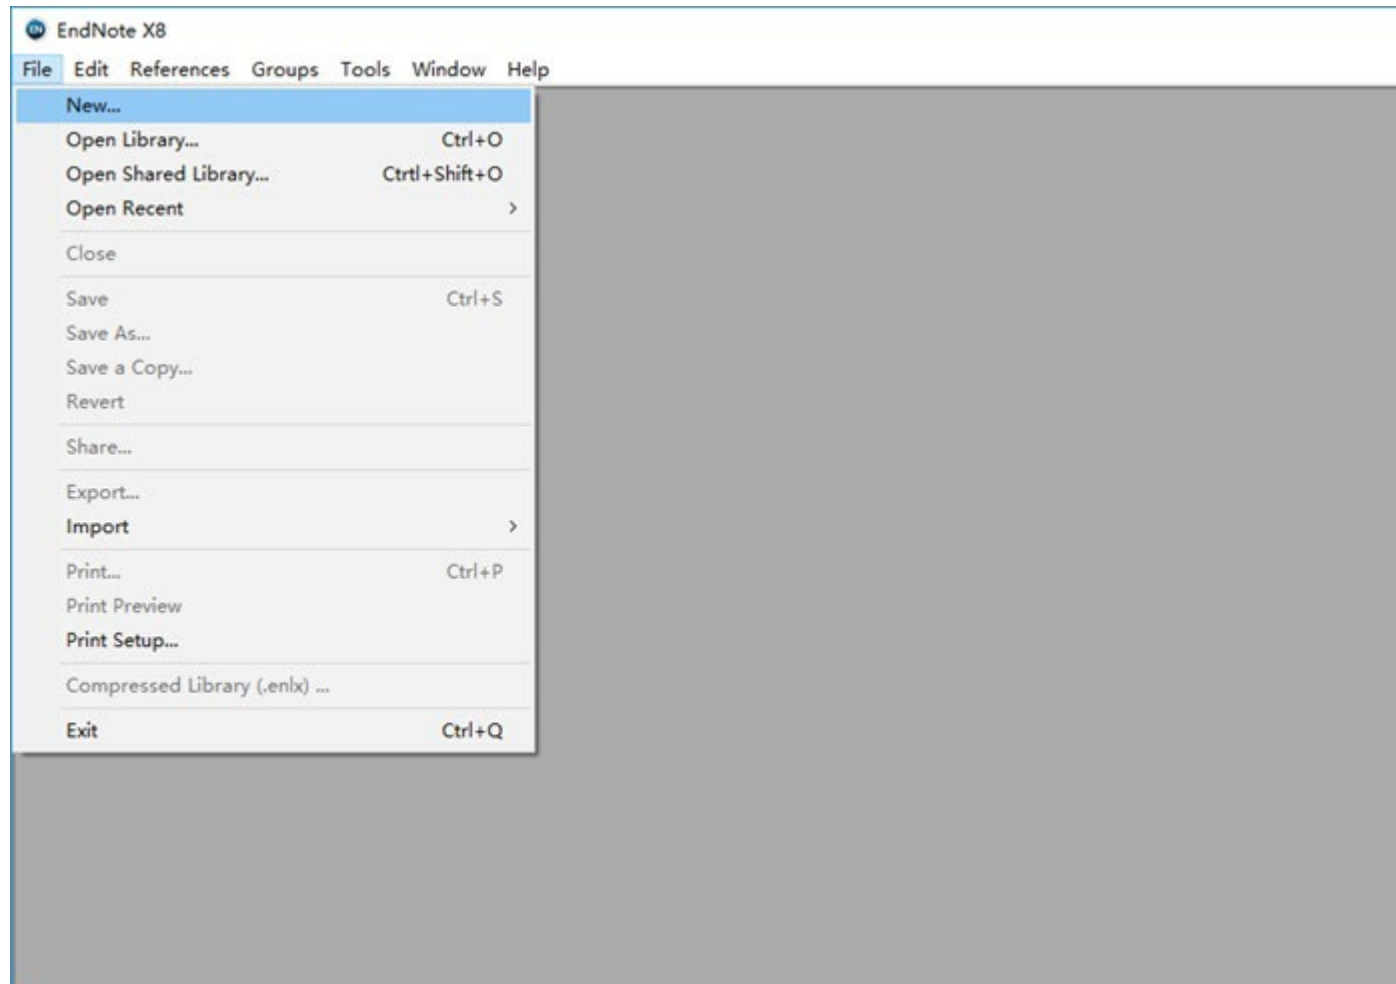 EndNote X8
File Edit References Groups Tools Window Help
New...
Open Library... Ctrl+O
Open Shared Library... Ctrtl+Shift+O
Open Recent >
Close
Save Ctrl+S
Save As...
Save a Copy...
Revert
Share...
Export...
Import >
Print... Ctrl+P
Print Preview
Print Setup...
Compressed Library (.enlx) ...
Exit Ctrl+Q